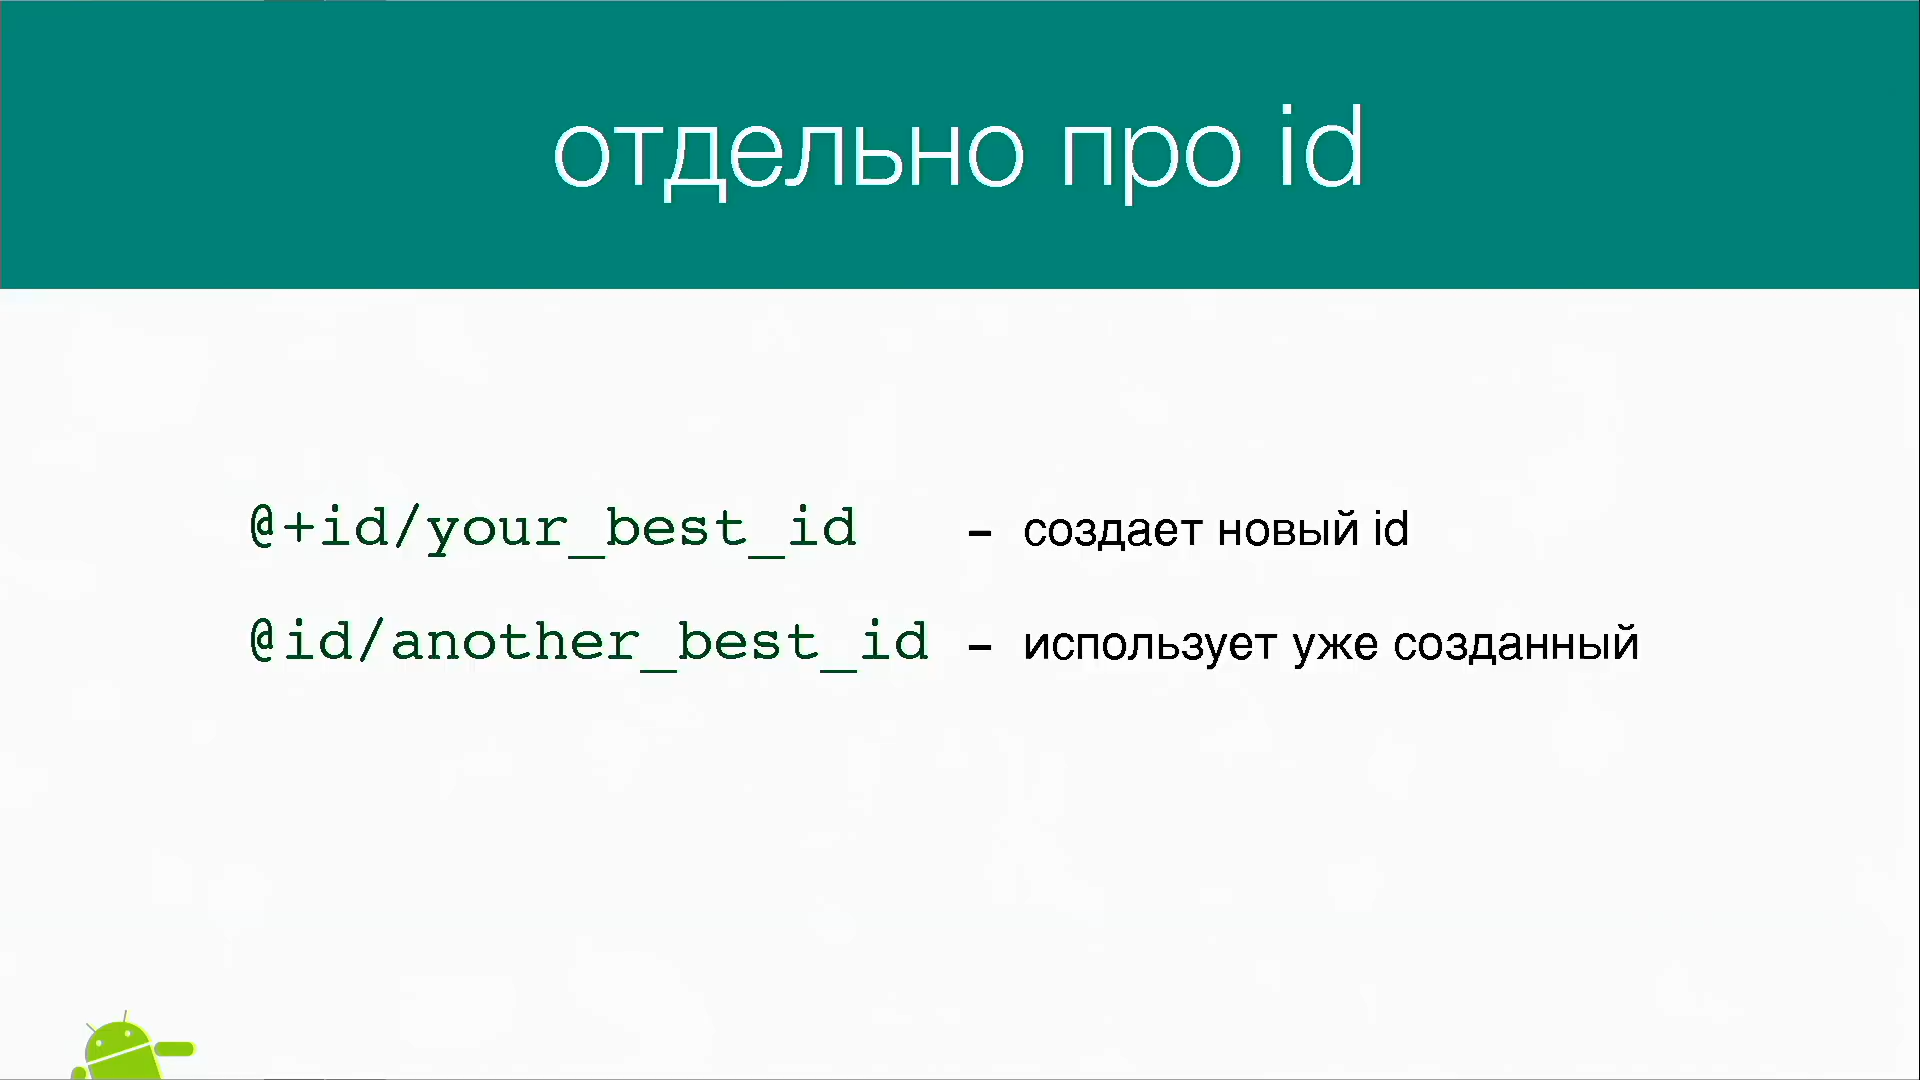 отдельно про id
@+id/your_best_id – создает новый id
@id/another_best_id – использует уже созданный